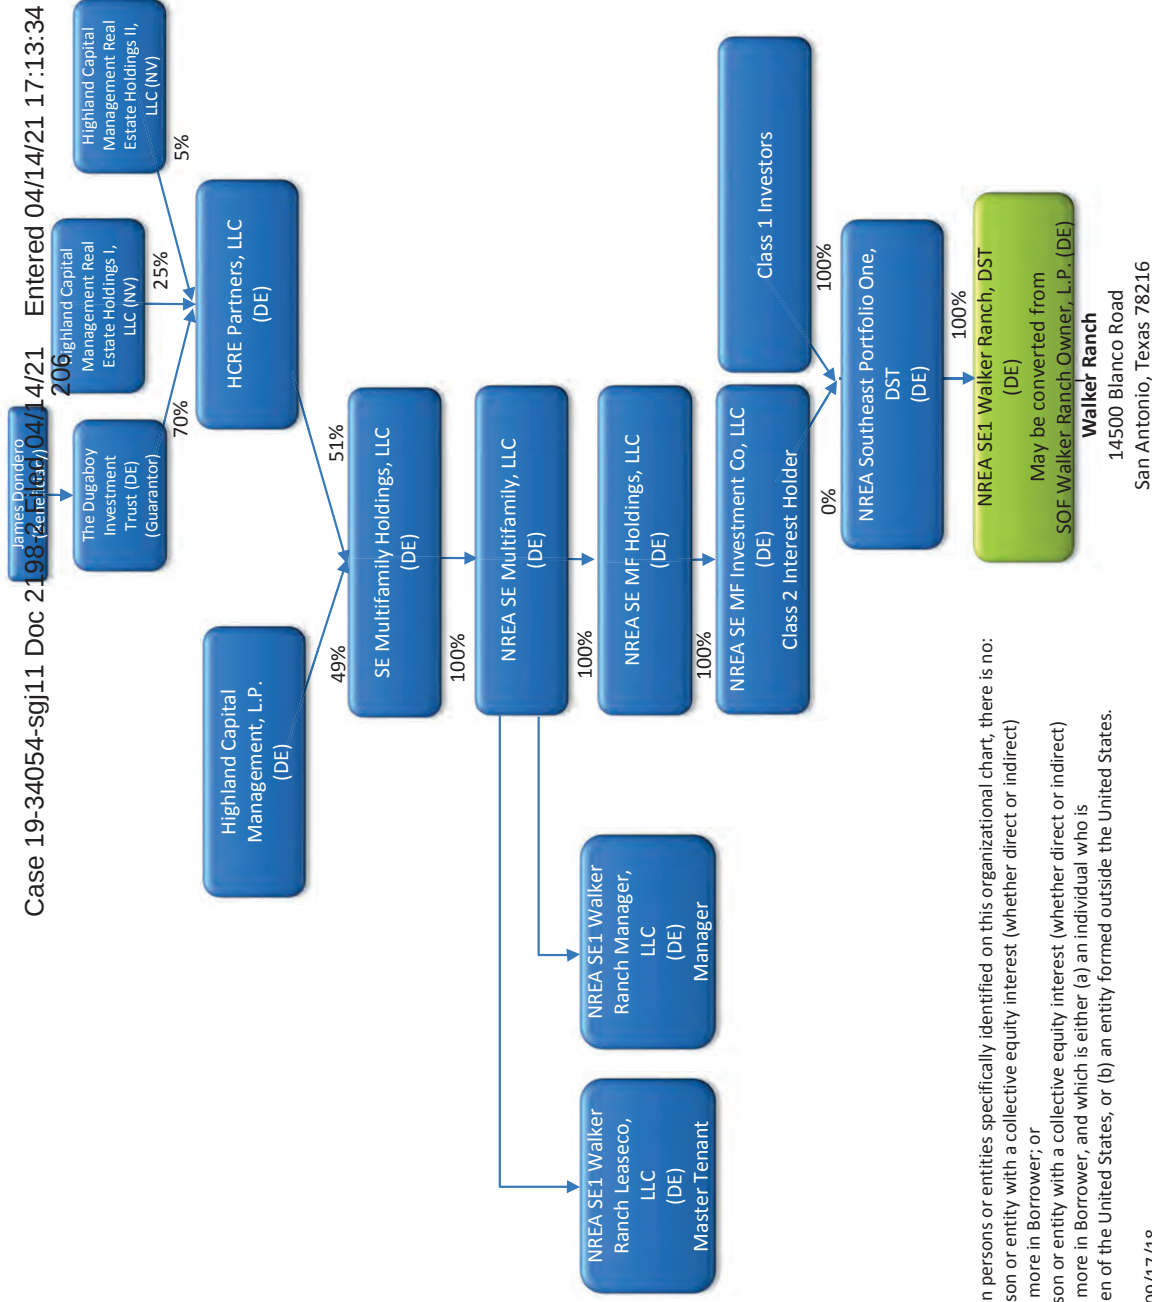 Case 19-34054-sgj11 Doc 2198-2 Filed 04/14/21 Entered 04/14/21 17:13:34
206
James Dondero
The Dugaboy
Investment
Trust (DE)
(Guarantor)
70%
Highland Capital
Management Real
Estate Holdings I,
LLC (NV)
25%
Highland Capital
Management Real
Estate Holdings II,
LLC (NV)
5%
HCRE Partners, LLC
(DE)
Highland Capital
Management, L.P.
(DE)
49%
51%
SE Multifamily Holdings, LLC
(DE)
100%
NREA SE Multifamily, LLC
(DE)
100%
NREA SE MF Holdings, LLC
(DE)
100%
NREA SE1 Walker
Ranch Leaseco,
LLC
(DE)
Master Tenant
NREA SE1 Walker
Ranch Manager,
LLC
(DE)
Manager
NREA SE MF Investment Co, LLC
(DE)
Class 2 Interest Holder
0%
Class 1 Investors
100%
NREA Southeast Portfolio One,
DST
(DE)
100%
NREA SE1 Walker Ranch, DST
(DE)
May be converted from
SOF Walker Ranch Owner, L.P. (DE)
Walker Ranch
14500 Blanco Road
San Antonio, Texas 78216
n persons or entities specifically identified on this organizational chart, there is no:
son or entity with a collective equity interest (whether direct or indirect)
more in Borrower; or
son or entity with a collective equity interest (whether direct or indirect)
more in Borrower, and which is either (a) an individual who is
en of the United States, or (b) an entity formed outside the United States.